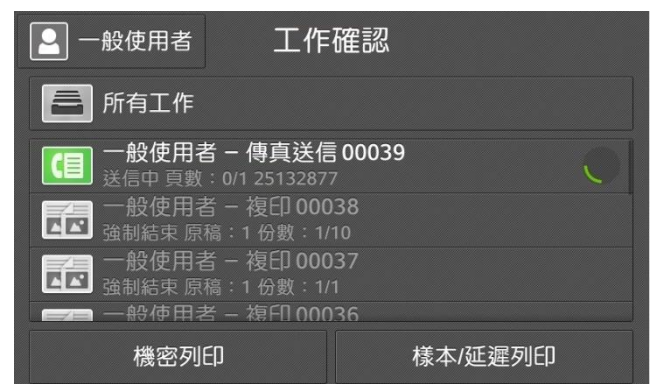 一般使用者
工作確認
所有工作
一般使用者 – 傳真送信 00039
送信中 頁數：0/1 25132877
一般使用者 – 複印 00038
強制結束 原稿：1 份數：1/10
一般使用者 – 複印 00037
強制結束 原稿：1 份數：1/1
一般使用者 – 複印 00036
機密列印
樣本/延遲列印